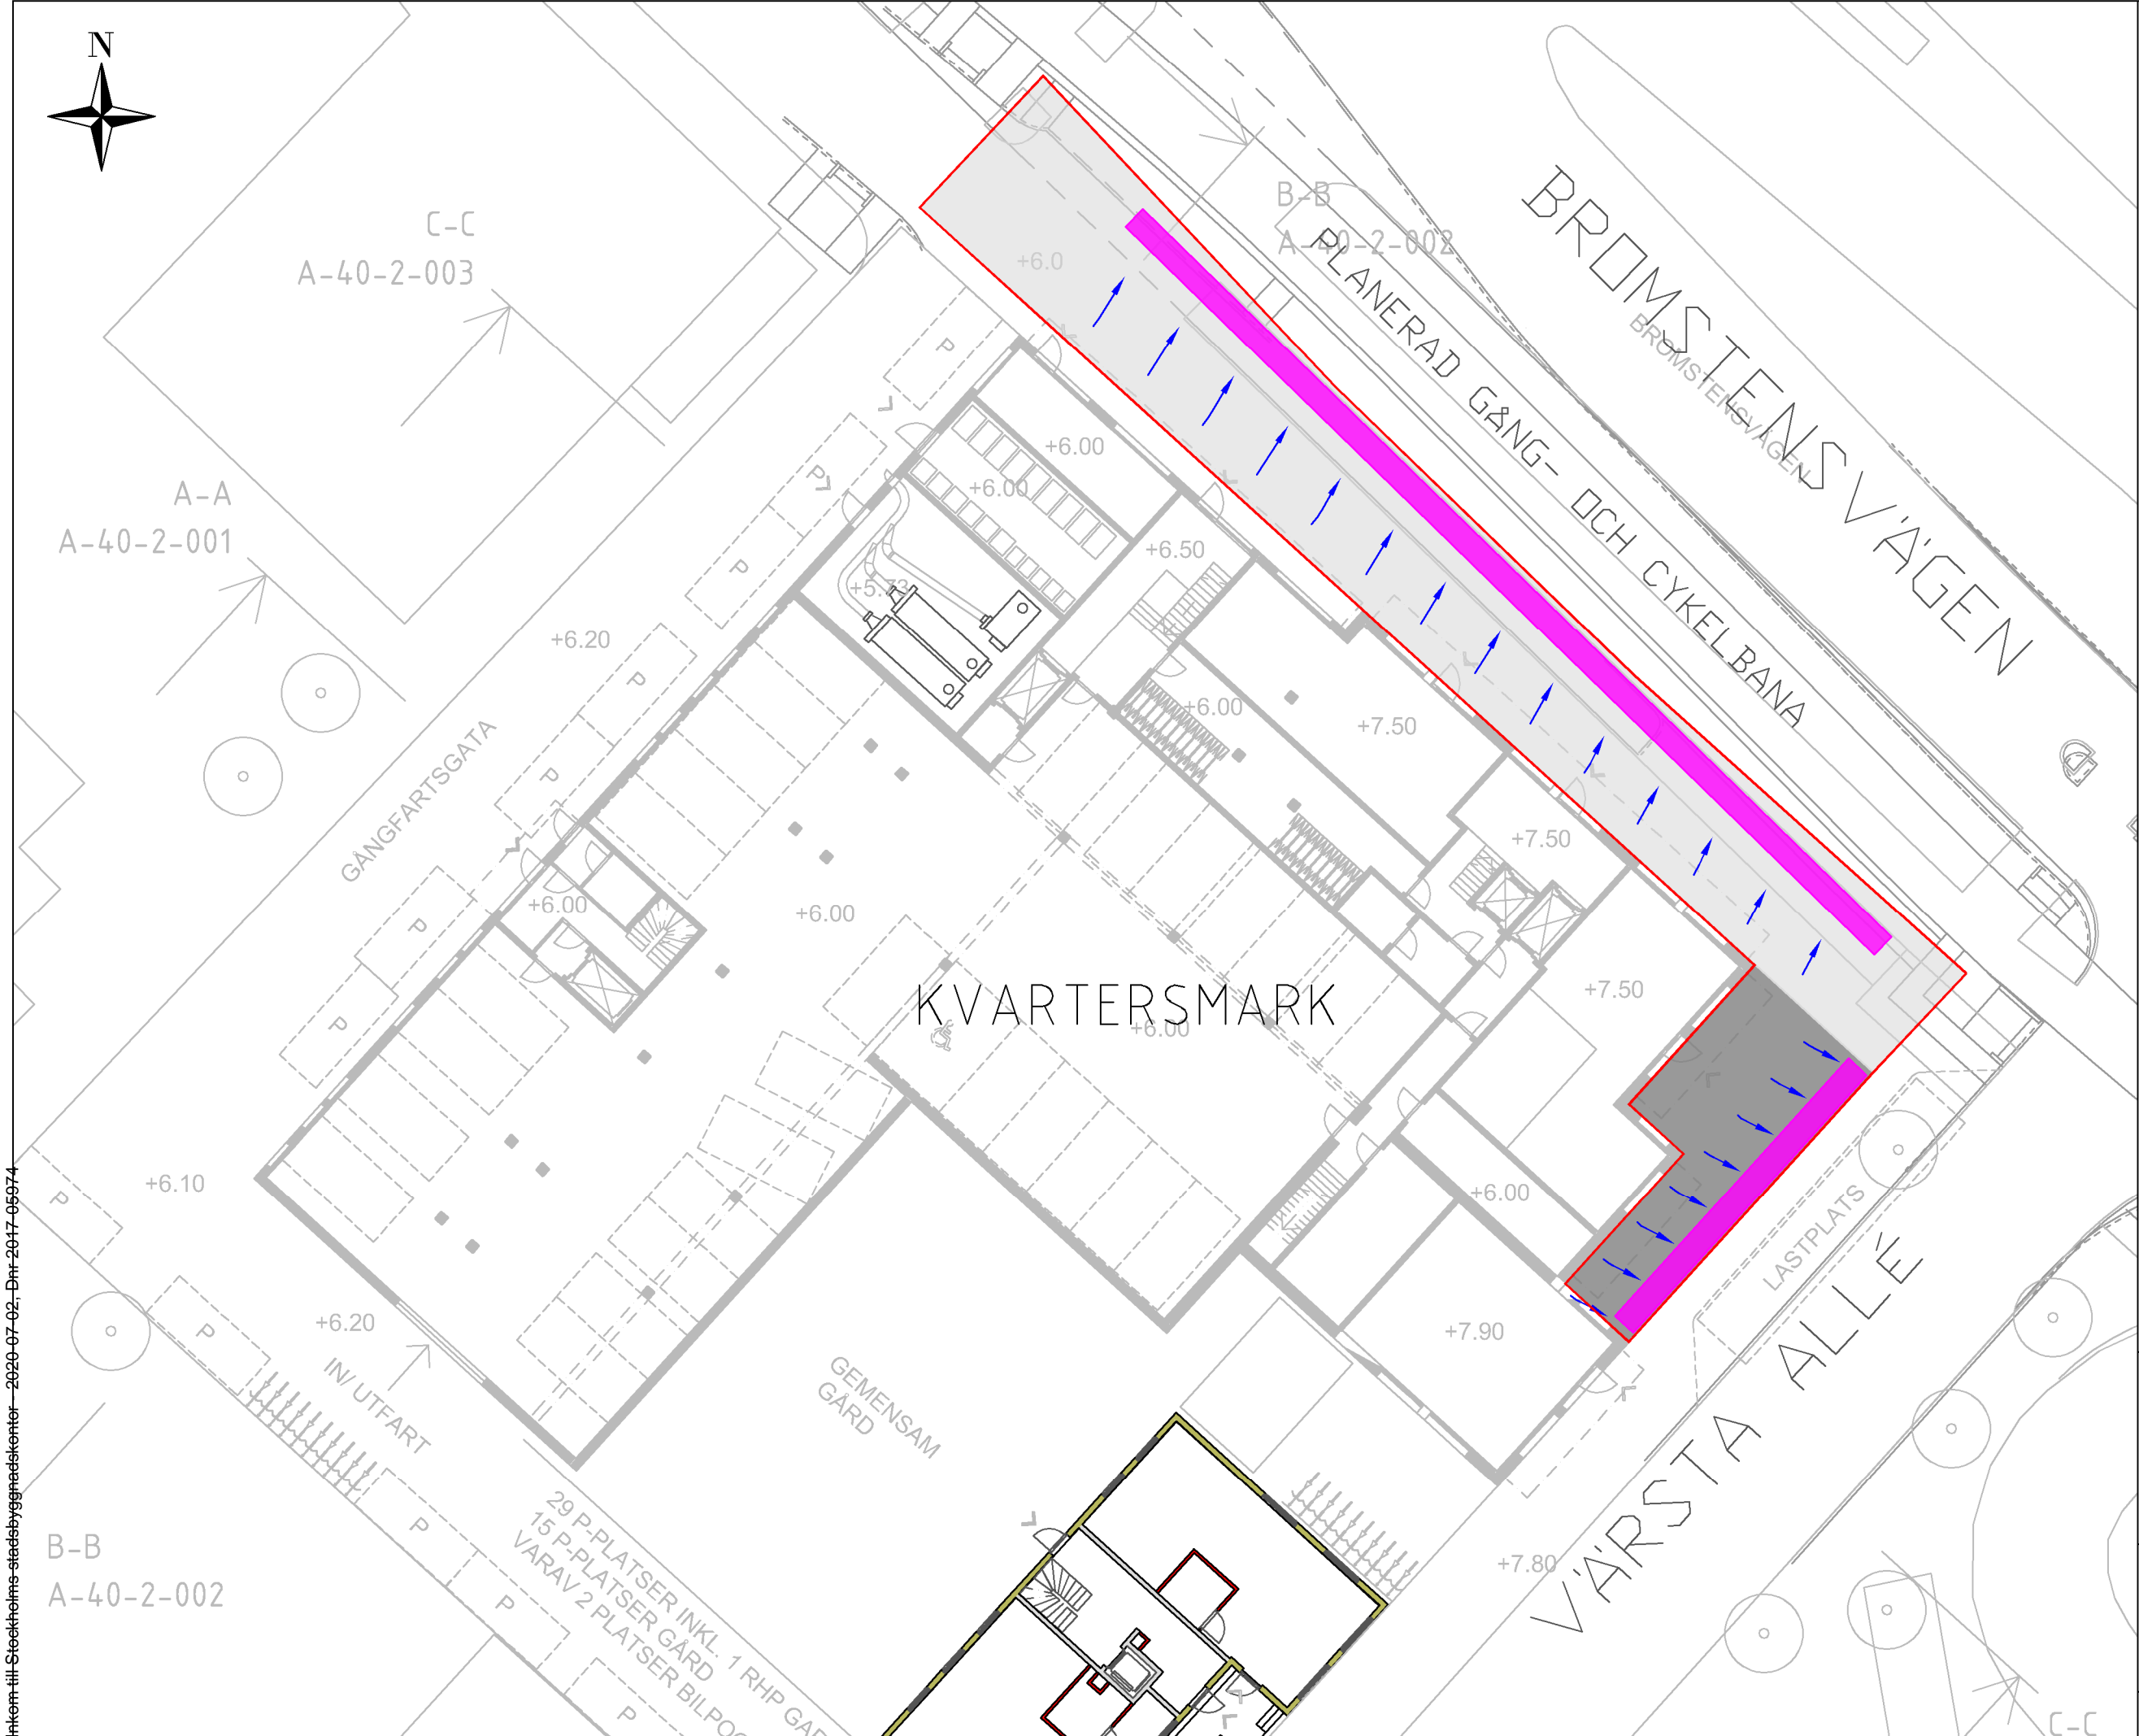 N
C-C
A-40-2-003
B-B
A-40-2-002
+6.0
PLANERAD GÅNG- OCH CYKELBANA
BROMSTENSVÄGEN
BROMSTENSVÄGEN
A-A
A-40-2-001
P
P
P
P
P
P
P
P
P
P
P
P
P
+6.00
+6.00
+6.50
+5.73
+6.20
+6.00
+7.50
+7.50
+7.50
+6.00
+6.00
GÅNGFARTSGATA
KVARTERSMARK
+6.00
+6.00
+7.90
+6.10
+6.20
IN/ UTFART
GEMENSAM
GÅRD
LASTPLATS
VÄRSTA ALLÉ
+7.80
29 P-PLATSER INKL. 1 RHP
15 P-PLATSER GÅRD
VARAV 2 PLATSER
B-B
A-40-2-002
C-C
till Stockholms stadsbyggnadskontor - 2020-07-02, Dnr 2017-05974